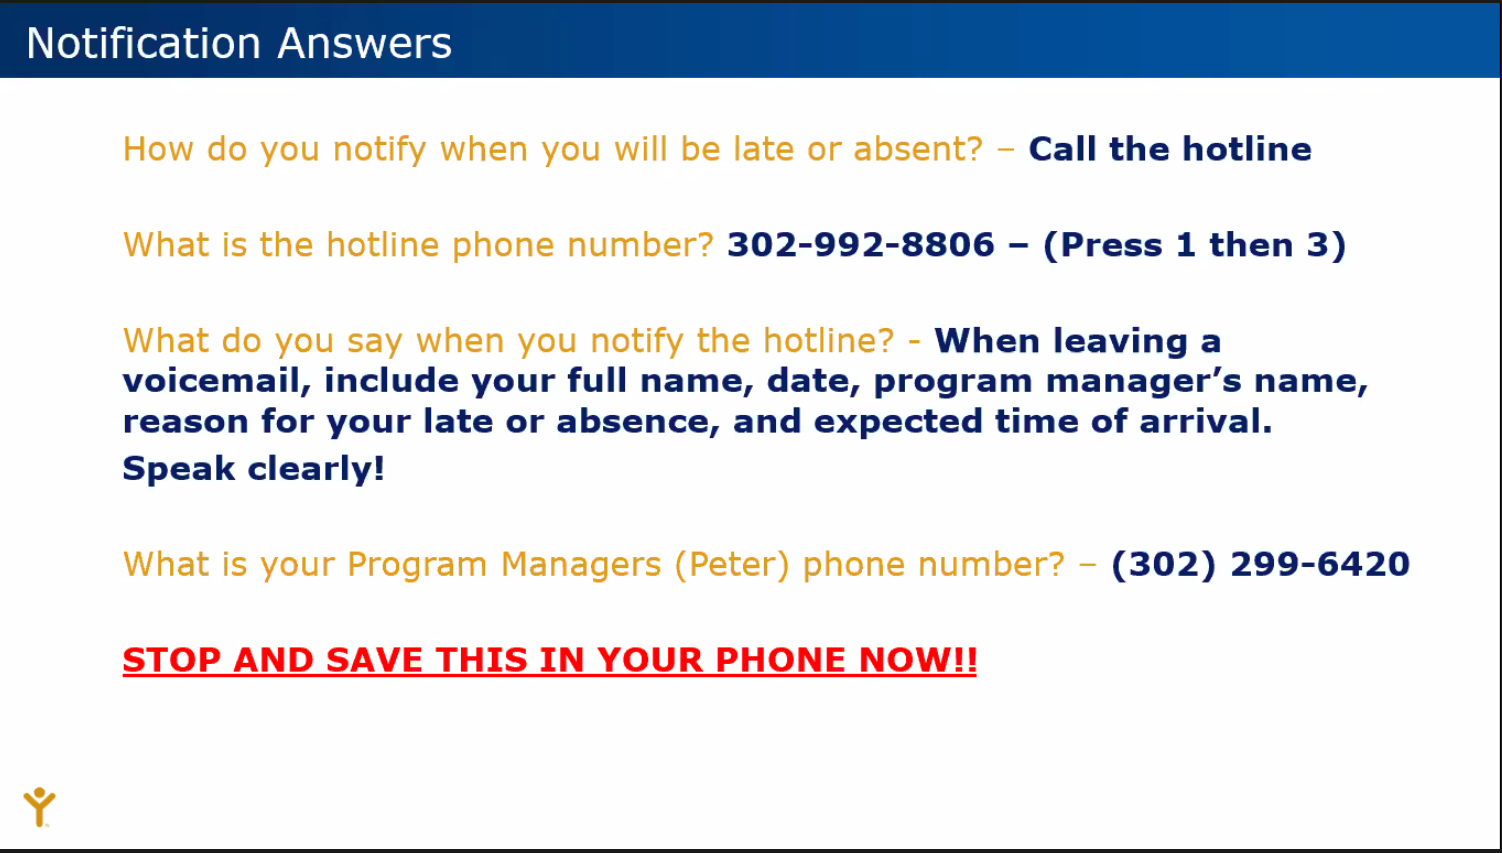 Notification Answers
How do you notify when you will be late or absent? – Call the hotline
What is the hotline phone number? 302-992-8806 – (Press 1 then 3)
What do you say when you notify the hotline? - When leaving a
voicemail, include your full name, date, program manager’s name,
reason for your late or absence, and expected time of arrival.
Speak clearly!
What is your Program Managers (Peter) phone number? – (302) 299-6420
STOP AND SAVE THIS IN YOUR PHONE NOW!!